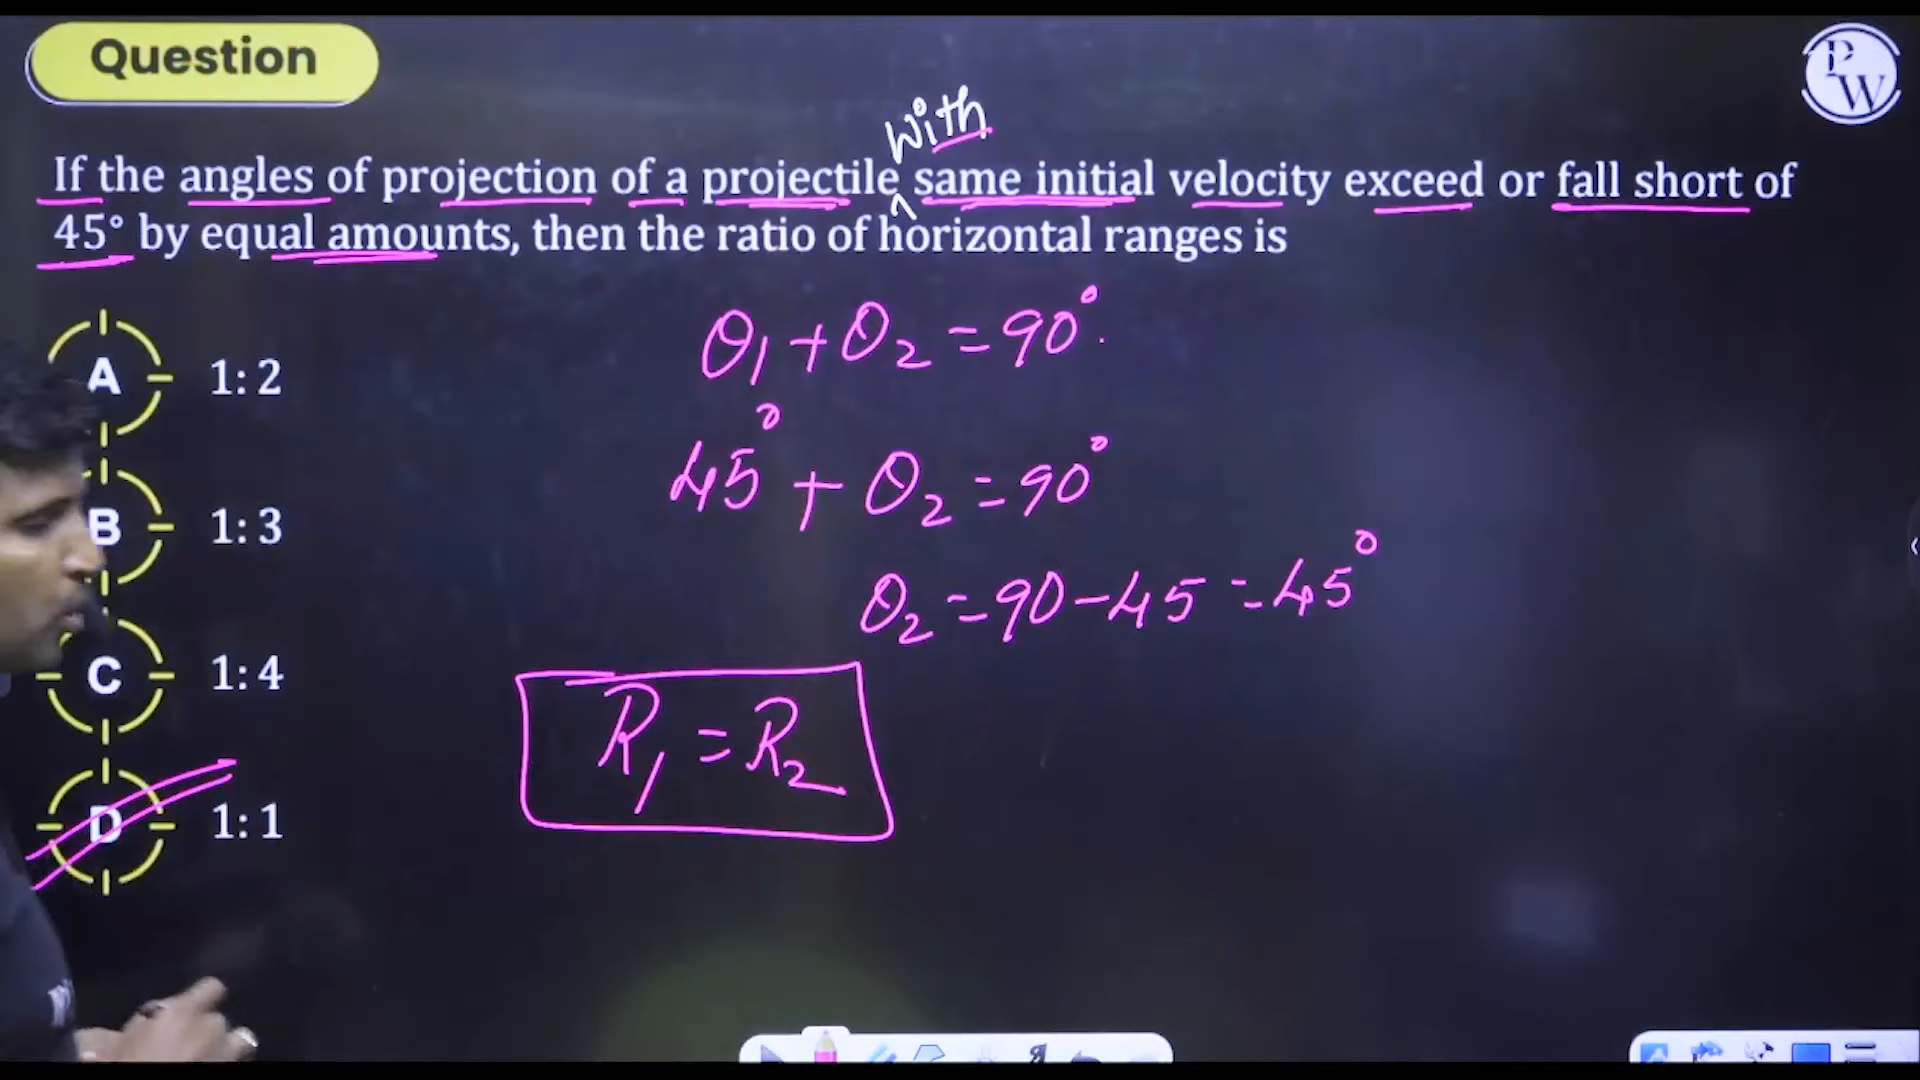 Question
PW
With
If the angles of projection of a projectile same initial velocity exceed or fall short of
45° by equal amounts, then the ratio of horizontal ranges is
θ₁ + θ₂ = 90°.
45° + θ₂ = 90°
θ₂ = 90 - 45 = 45°
R₁ = R₂
A 1: 2
B 1: 3
C 1: 4
D 1: 1